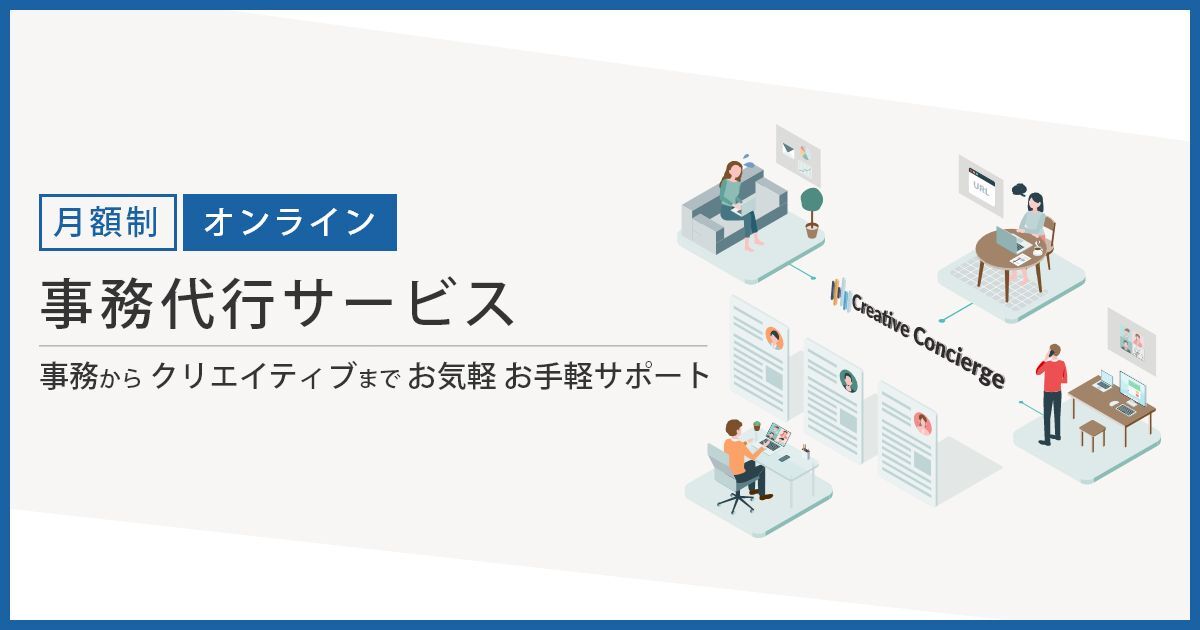 月額制 オンライン
事務代行サービス
事務から クリエイティブまで お気軽 お手軽サポート
URL
Creative Concierge